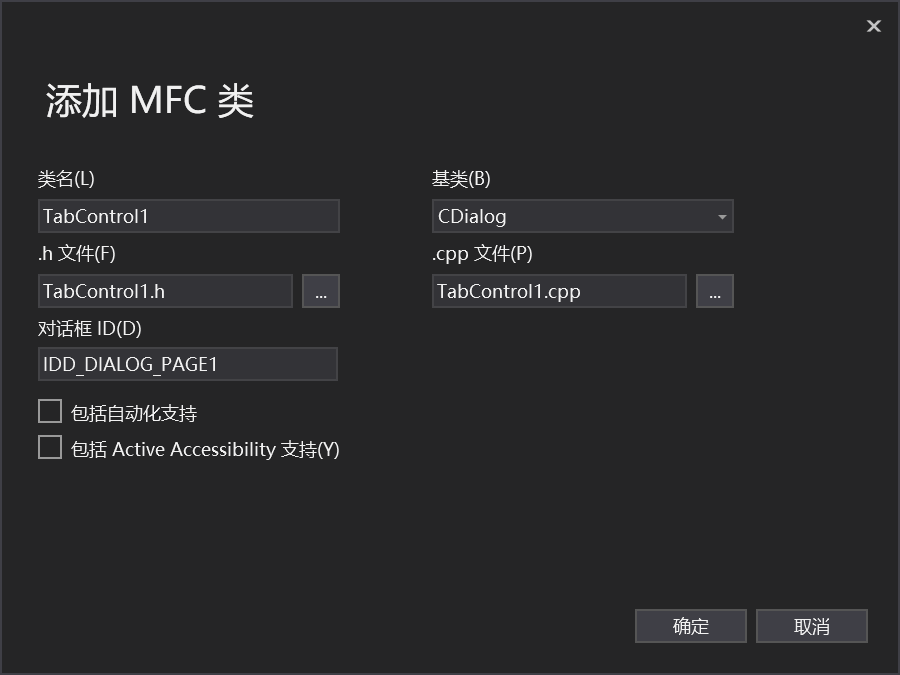 添加 MFC 类
类名(L)
基类(B)
TabControl1
CDialog
.h 文件(F)
.cpp 文件(P)
TabControl1.h
...
TabControl1.cpp
...
对话框 ID(D)
IDD_DIALOG_PAGE1
包括自动化支持
包括 Active Accessibility 支持(Y)
确定
取消